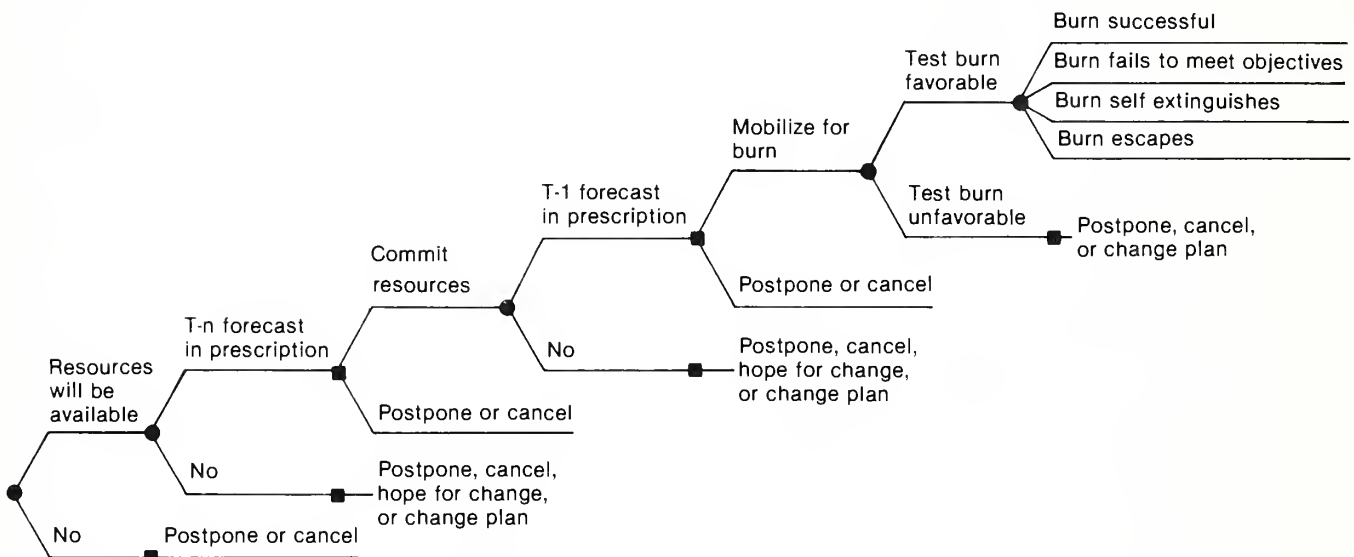 Burn successful
Burn fails to meet objectives
Burn self extinguishes
Burn escapes
Test burn
favorable
Mobilize for
burn
Test burn
unfavorable
Postpone, cancel,
or change plan
T-1 forecast
in prescription
Postpone or cancel
Commit
resources
No
Postpone, cancel,
hope for change,
or change plan
T-n forecast
in prescription
Postpone or cancel
Resources
will be
available
No
Postpone, cancel,
hope for change,
or change plan
No
Postpone or cancel